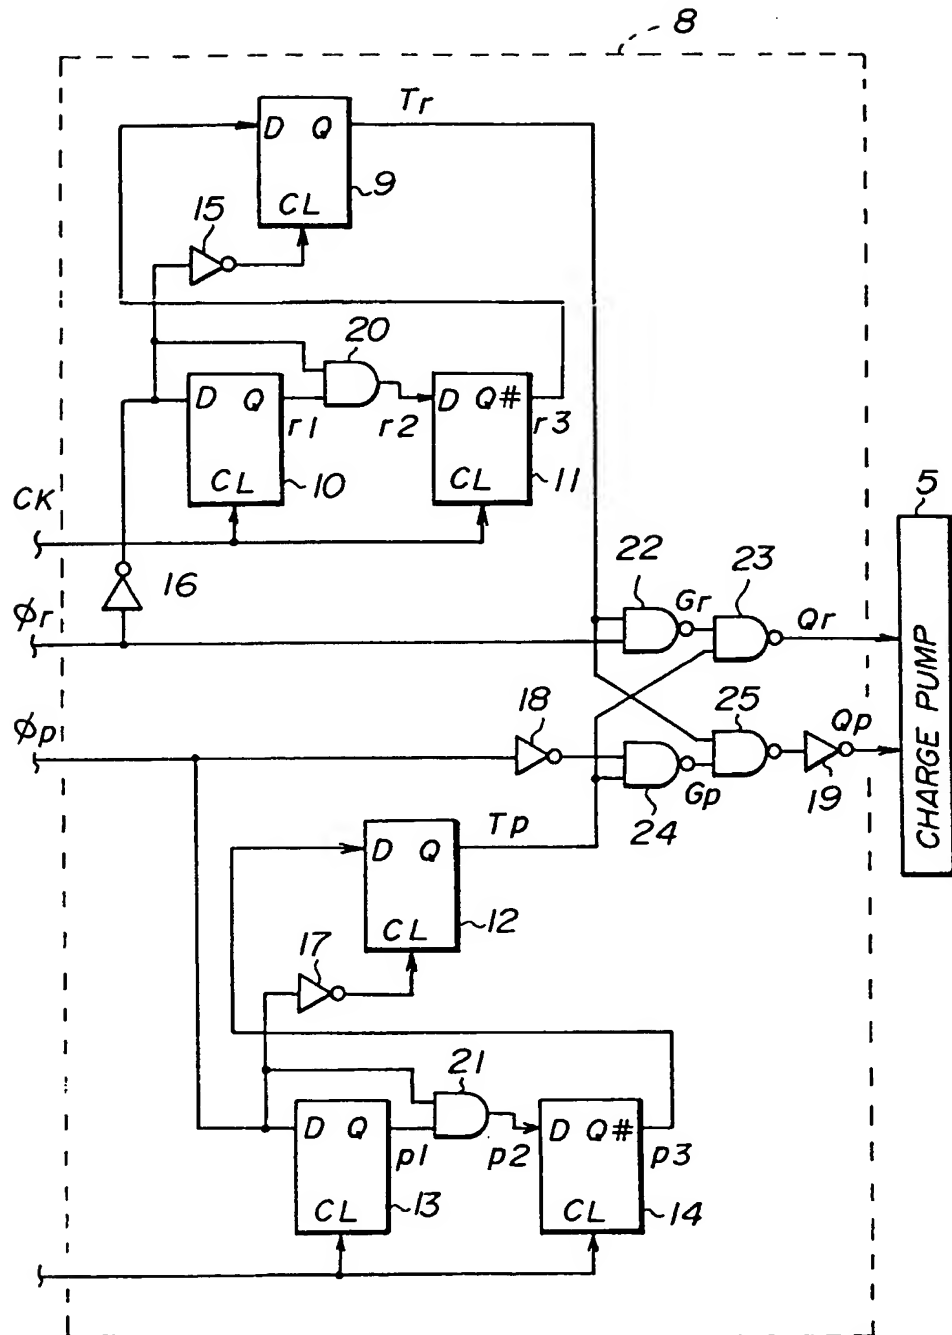 8
Tr
D Q
9
CL
15
20
D Q
r1
r2
D Q#
r3
CL
10
CL
11
CK
5
16
22
23
φr
Gr
Qr
CHARGE PUMP
18
25
φp
Qp
Gp
24
19
Tp
D Q
CL
12
17
21
D Q
p1
p2
D Q#
p3
CL
13
CL
14